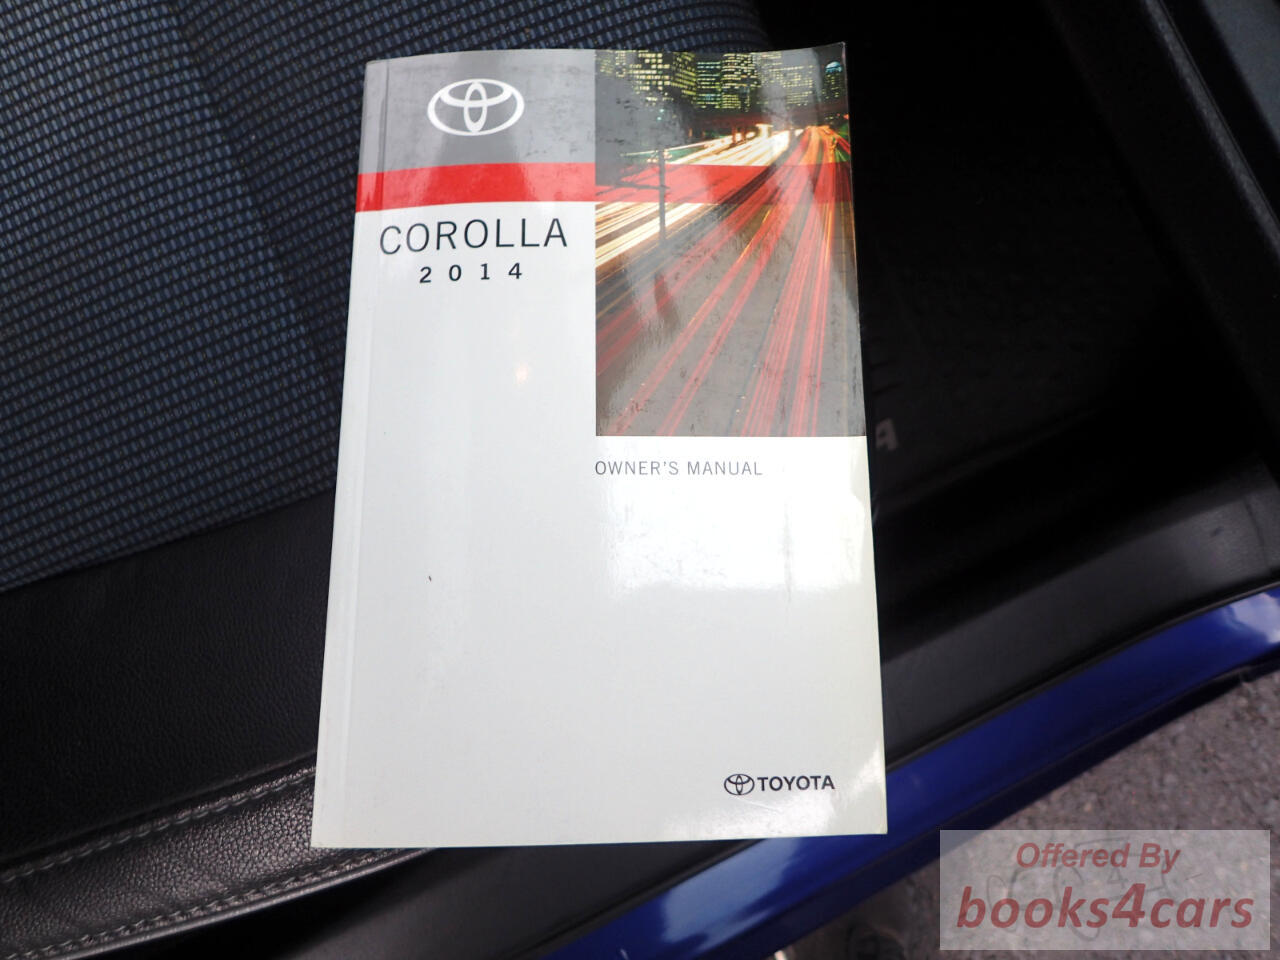 COROLLA
2014
OWNER'S MANUAL
TOYOTA
Offered By
books4cars